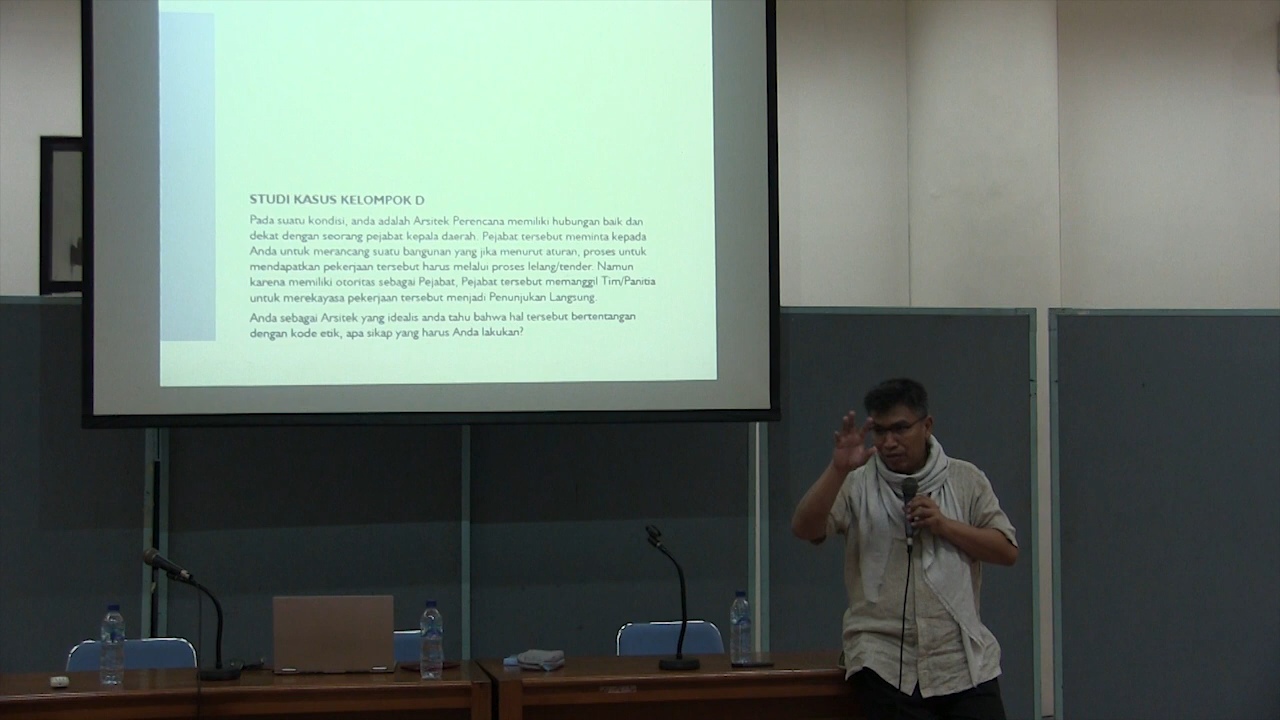 STUDI KASUS KELOMPOK D
Pada suatu kondisi, anda adalah Arsitek Perencana memiliki hubungan baik dan
dekat dengan seorang pejabat kepala daerah. Pejabat tersebut meminta kepada
Anda untuk merancang suatu bangunan yang jika menurut aturan, proses untuk
mendapatkan pekerjaan tersebut harus melalui proses lelang/tender. Namun
karena memiliki otoritas sebagai Pejabat, Pejabat tersebut memanggil Tim/Panitia
untuk merekayasa pekerjaan tersebut menjadi Penunjukan Langsung.
Anda sebagai Arsitek yang idealis anda tahu bahwa hal tersebut bertentangan
dengan kode etik, apa sikap yang harus Anda lakukan?